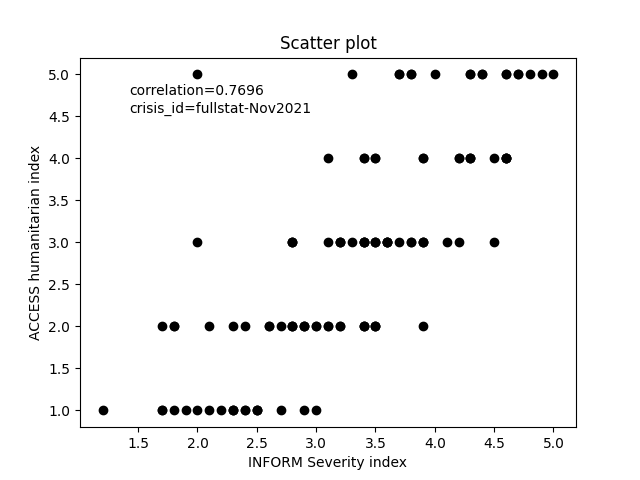 Scatter plot
5.0
correlation=0.7696
crisis_id=fullstat-Nov2021
4.5
4.0
3.5
3.0
2.5
2.0
1.5
1.0
ACCESS humanitarian index
1.5 2.0 2.5 3.0 3.5 4.0 4.5 5.0
INFORM Severity index